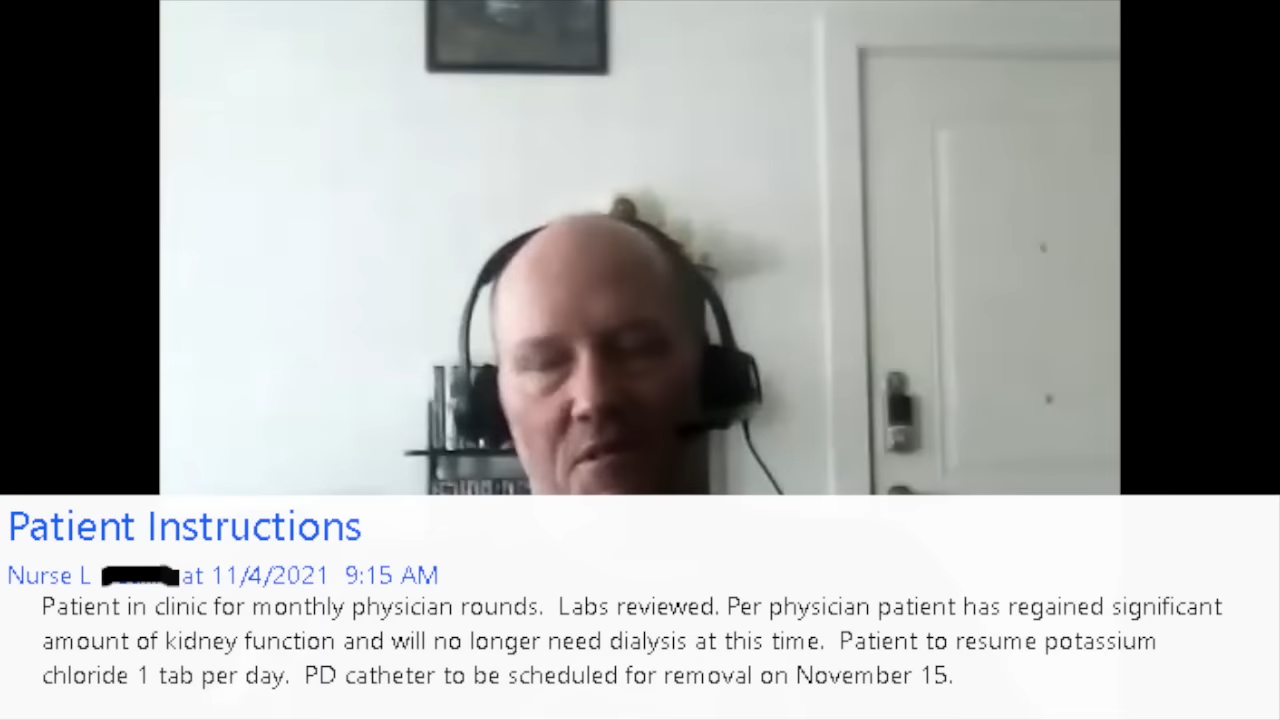 Patient Instructions
Nurse L at 11/4/2021 9:15 AM
Patient in clinic for monthly physician rounds. Labs reviewed. Per physician patient has regained significant
amount of kidney function and will no longer need dialysis at this time. Patient to resume potassium
chloride 1 tab per day. PD catheter to be scheduled for removal on November 15.